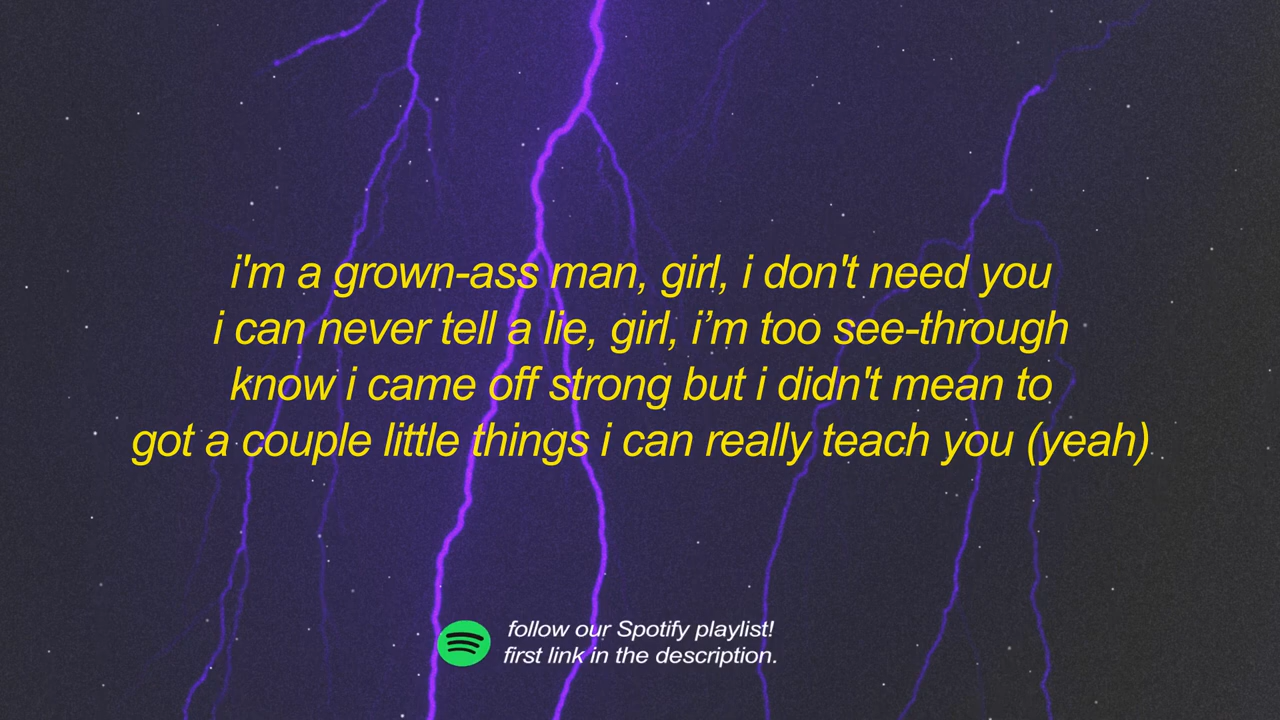 i'm a grown-ass man, girl, i don't need you
i can never tell a lie, girl, i’m too see-through
know i came off strong but i didn't mean to
got a couple little things i can really teach you (yeah)
follow our Spotify playlist!
first link in the description.